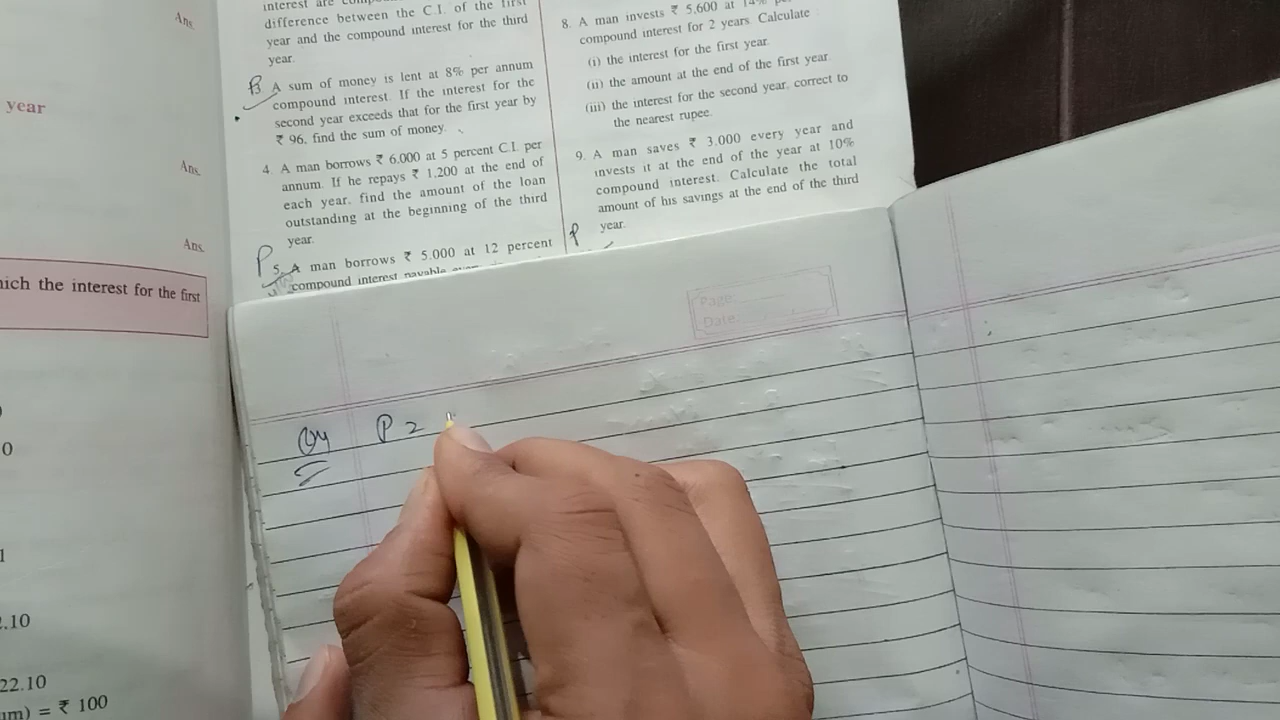 Ans.
year
Ans.
Ans.
hich the interest for the first
0
1
.10
22.10
um) = ₹ 100
interest are
difference between the C.I. of the first
year and the compound interest for the third
year.
B A sum of money is lent at 8% per annum
compound interest. If the interest for the
second year exceeds that for the first year by
₹ 96, find the sum of money.
4. A man borrows ₹ 6,000 at 5 percent C.I. per
annum. If he repays ₹ 1,200 at the end of
each year, find the amount of the loan
outstanding at the beginning of the third
year.
P 5. A man borrows ₹ 5,000 at 12 percent
compound interest payable
8. A man invests ₹ 5,600 at 14%
compound interest for 2 years. Calculate
(i) the interest for the first year.
(ii) the amount at the end of the first year.
(iii) the interest for the second year, correct to
the nearest rupee.
9. A man saves ₹ 3,000 every year and
invests it at the end of the year at 10%
compound interest. Calculate the total
amount of his savings at the end of the third
year.
P
Page:
Date:
Q4 P =